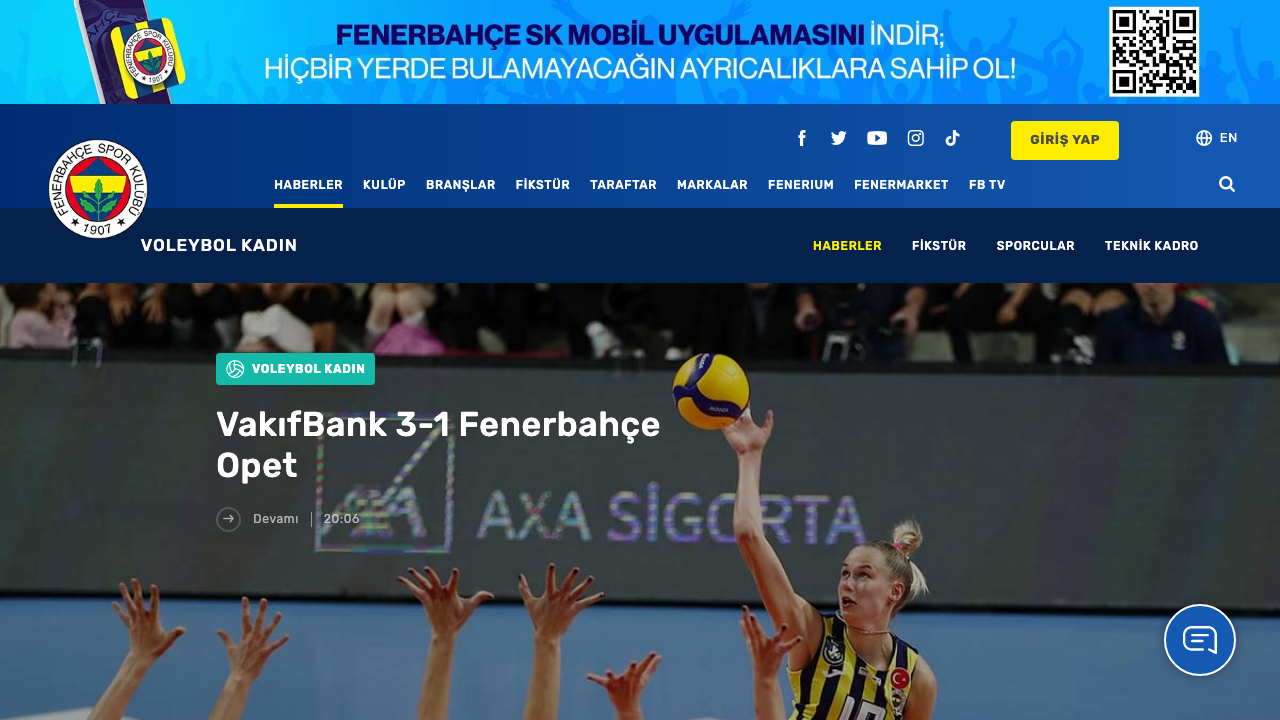 FENERBAHÇE SK MOBİL UYGULAMASINI İNDİR;
HİÇBİR YERDE BULAMAYACAĞIN AYRICALIKLARA SAHİP OL!
GİRİŞ YAP
EN
FENERBAHÇE SPOR KULÜBÜ
1907
HABERLER KULÜP BRANŞLAR FİKSTÜR TARAFTAR MARKALAR FENERIUM FENERMARKET FB TV
VOLEYBOL KADIN
HABERLER FİKSTÜR SPORCULAR TEKNİK KADRO
VOLEYBOL KADIN
VakıfBank 3-1 Fenerbahçe
Opet
AXA SİGORTA
Devamı | 20:06